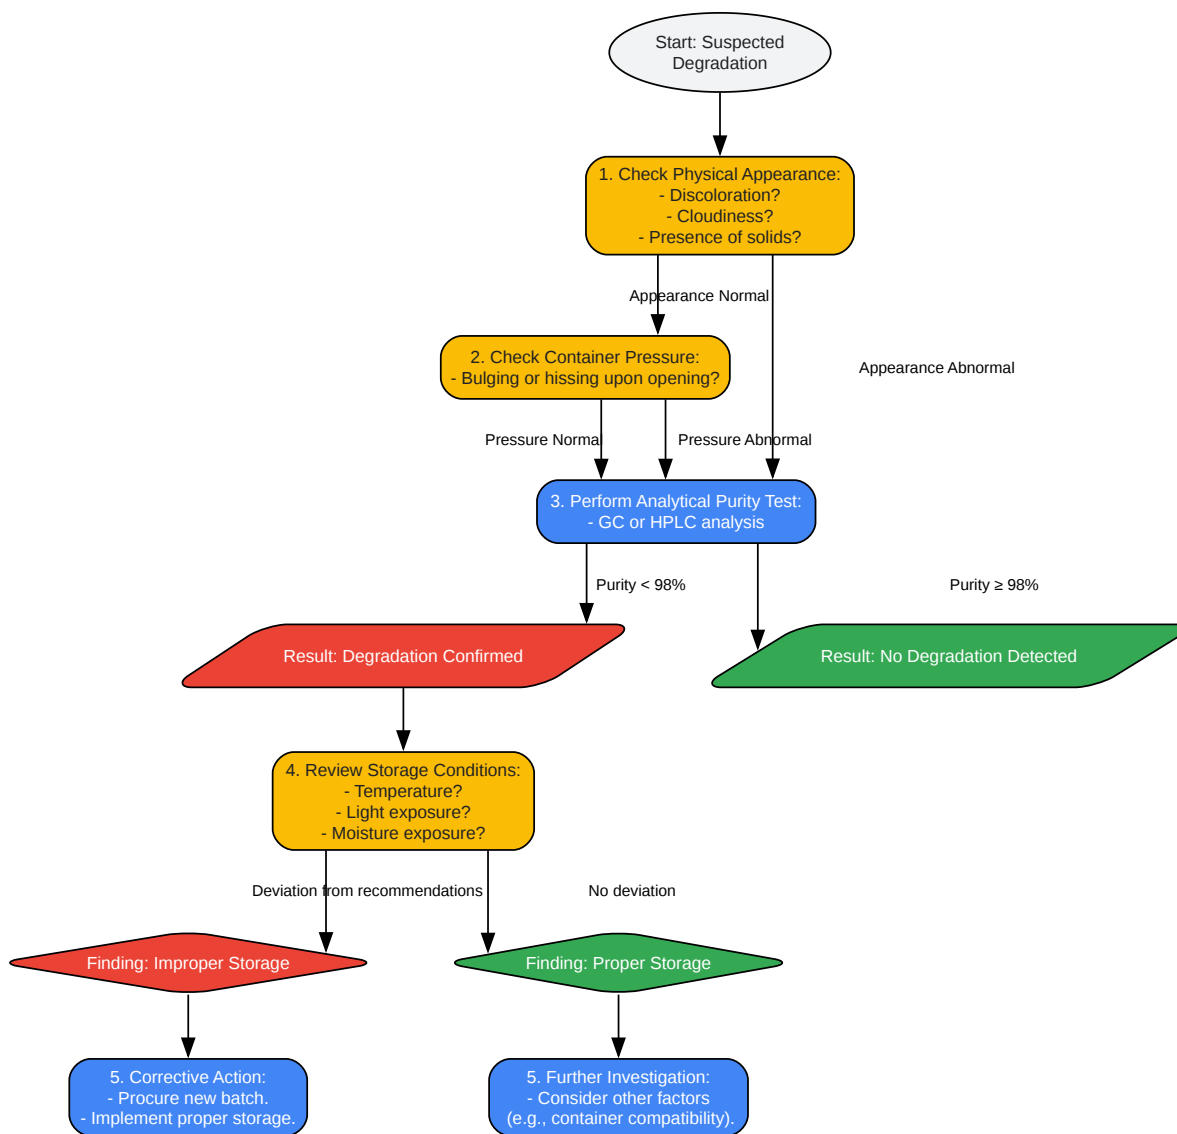 Start: Suspected
Degradation
1. Check Physical Appearance:
- Discoloration?
- Cloudiness?
- Presence of solids?
Appearance Normal
2. Check Container Pressure:
- Bulging or hissing upon opening?
Appearance Abnormal
Pressure Normal
Pressure Abnormal
3. Perform Analytical Purity Test:
- GC or HPLC analysis
Purity < 98%
Purity ≥ 98%
Result: Degradation Confirmed
Result: No Degradation Detected
4. Review Storage Conditions:
- Temperature?
- Light exposure?
- Moisture exposure?
Deviation from recommendations
No deviation
Finding: Improper Storage
Finding: Proper Storage
5. Corrective Action:
- Procure new batch.
- Implement proper storage.
5. Further Investigation:
- Consider other factors
(e.g., container compatibility).